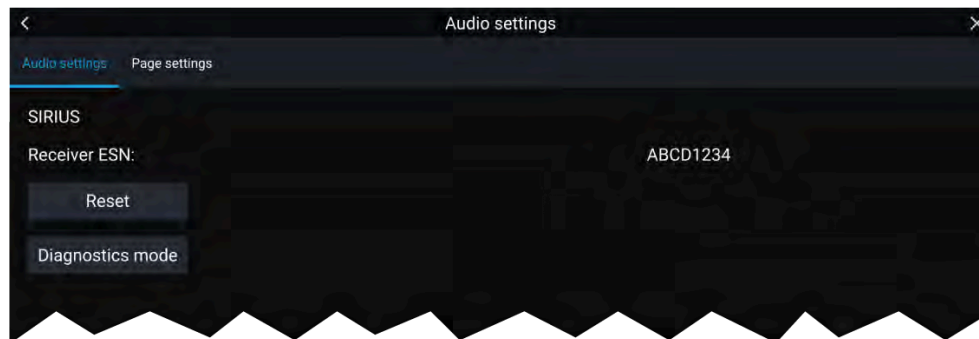 Audio settings
Audio settings Page settings
SIRIUS
Receiver ESN: ABCD1234
Reset
Diagnostics mode